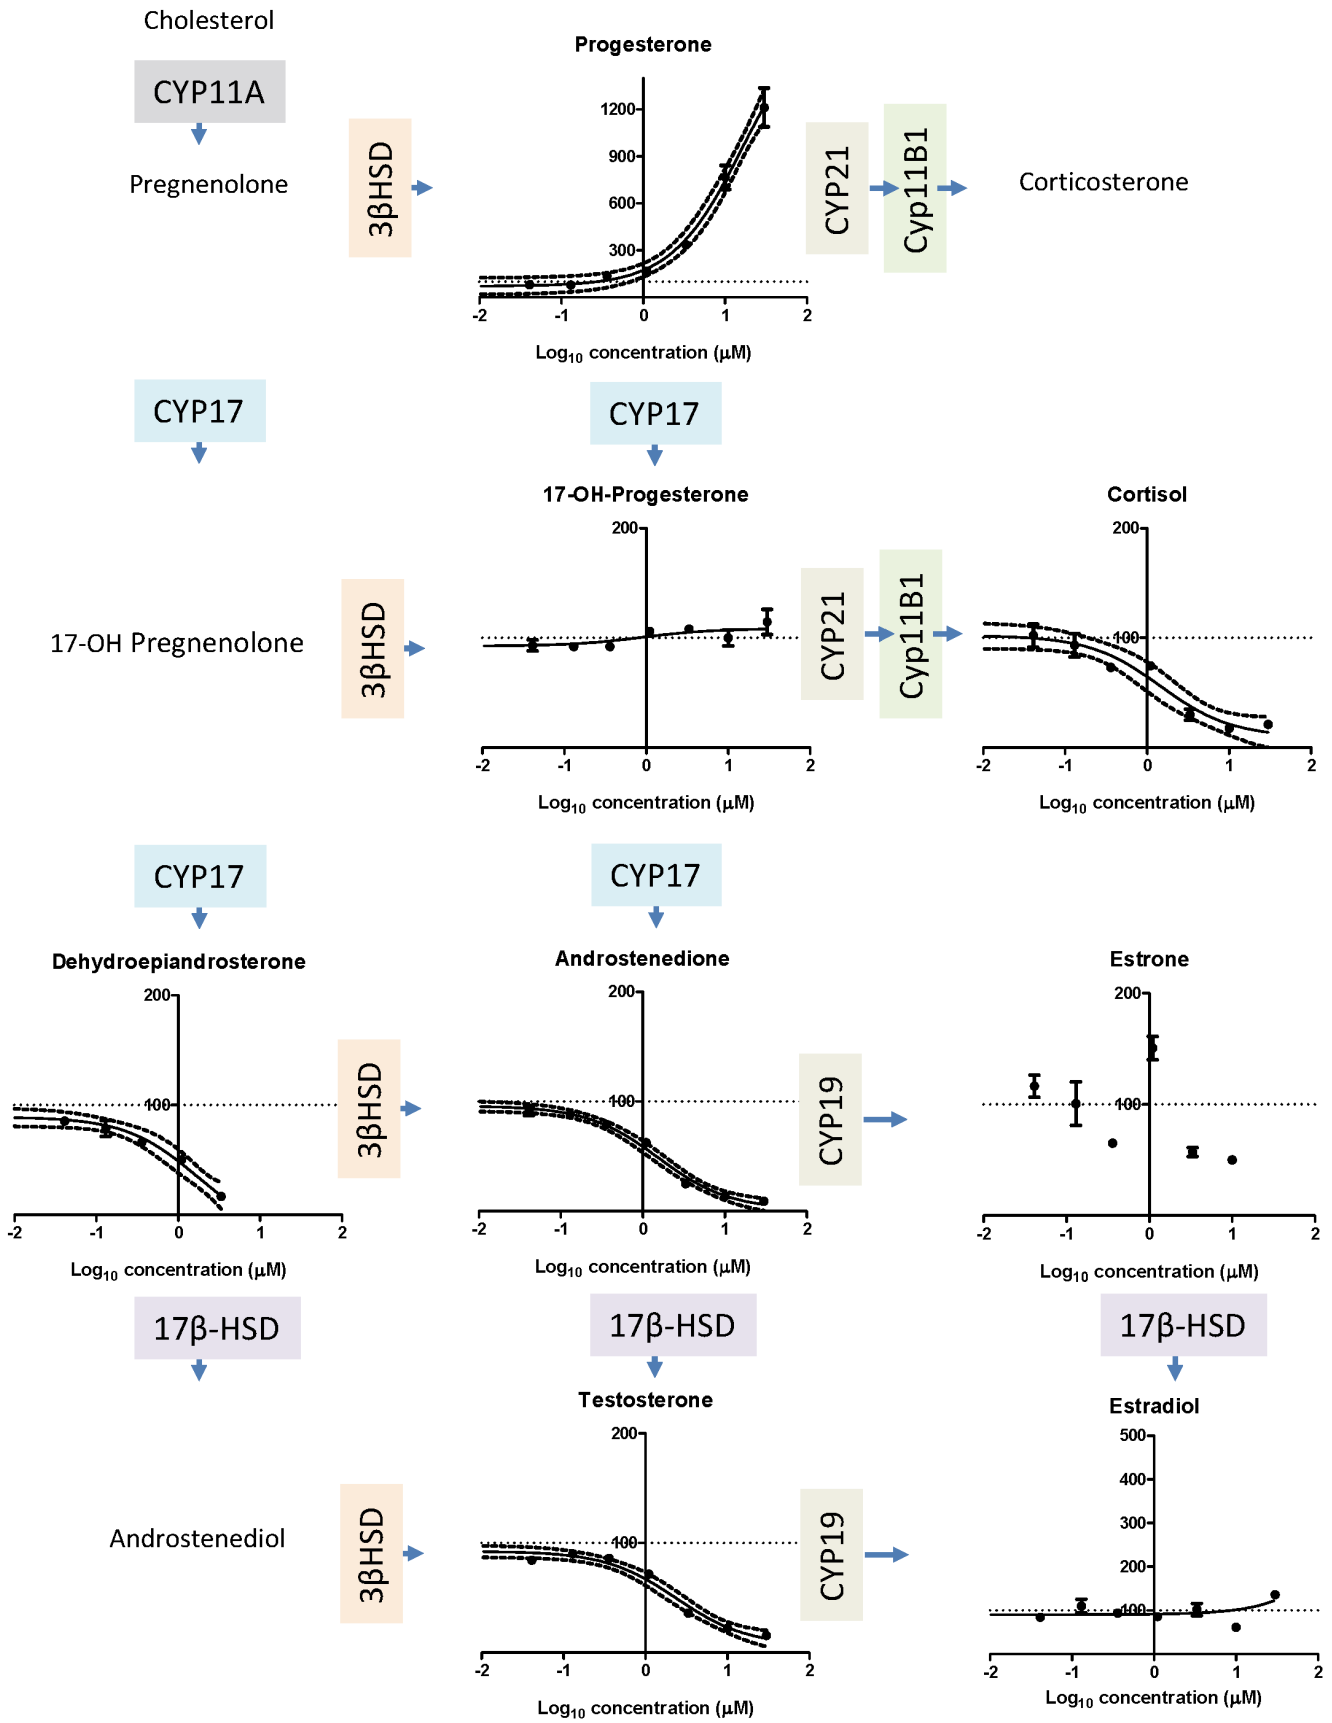 Cholesterol
CYP11A
Pregnenolone
3βHSD
Progesterone
1200
900
600
300
-2 -1 0 1 2
Log10 concentration (μM)
CYP21
Cyp11B1
Corticosterone
CYP17
CYP17
17-OH Pregnenolone
3βHSD
17-OH-Progesterone
200
-2 -1 0 1 2
Log10 concentration (μM)
CYP21
Cyp11B1
Cortisol
200
100
-2 -1 0 1 2
Log10 concentration (μM)
CYP17
CYP17
Dehydroepiandrosterone
200
100
-2 -1 0 1 2
Log10 concentration (μM)
3βHSD
Androstenedione
200
100
-2 -1 0 1 2
Log10 concentration (μM)
CYP19
Estrone
200
100
-2 -1 0 1 2
Log10 concentration (μM)
17β-HSD
17β-HSD
17β-HSD
Androstenediol
3βHSD
Testosterone
200
100
-2 -1 0 1 2
Log10 concentration (μM)
CYP19
Estradiol
500
400
300
200
100
-2 -1 0 1 2
Log10 concentration (μM)